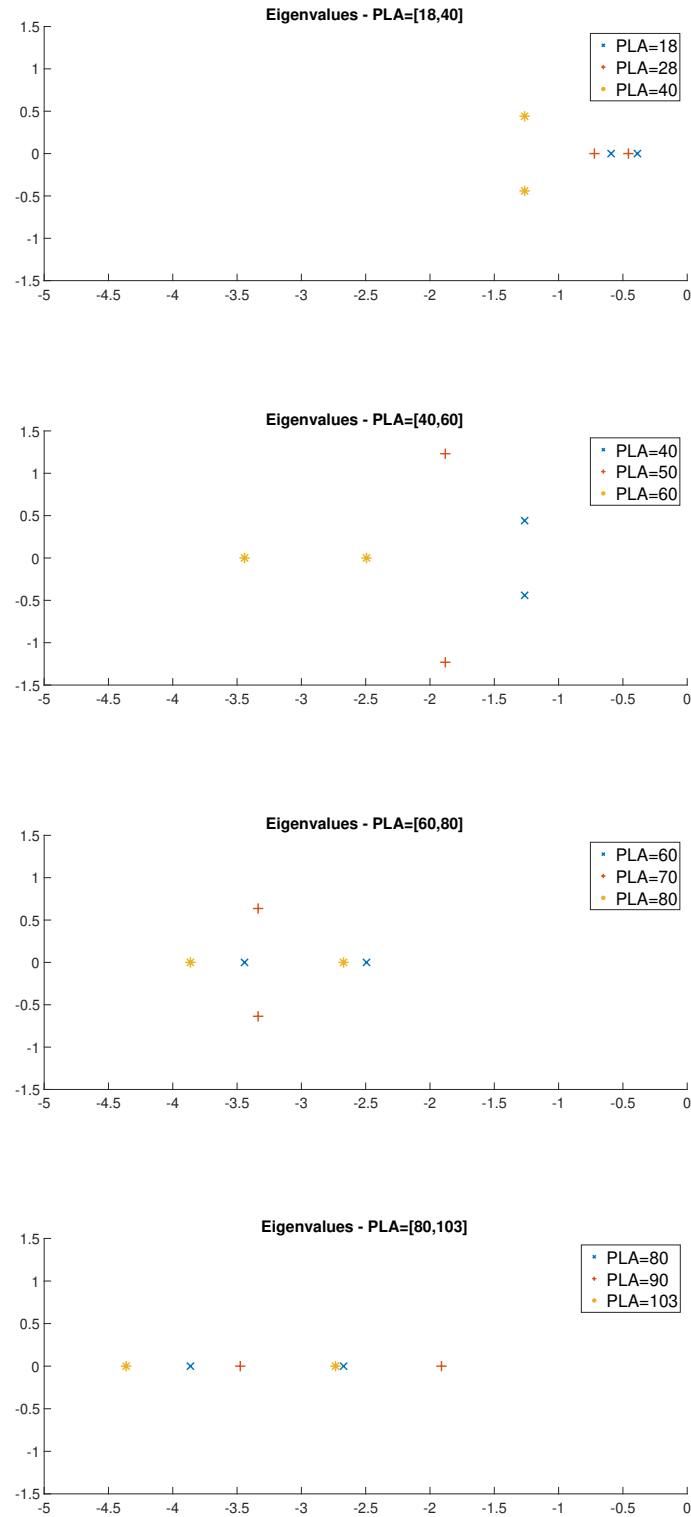 Eigenvalues - PLA=[18,40]
1.5
1
0.5
0
-0.5
-1
-1.5
PLA=18
PLA=28
PLA=40
-5 -4.5 -4 -3.5 -3 -2.5 -2 -1.5 -1 -0.5 0
Eigenvalues - PLA=[40,60]
1.5
1
0.5
0
-0.5
-1
-1.5
PLA=40
PLA=50
PLA=60
-5 -4.5 -4 -3.5 -3 -2.5 -2 -1.5 -1 -0.5 0
Eigenvalues - PLA=[60,80]
1.5
1
0.5
0
-0.5
-1
-1.5
PLA=60
PLA=70
PLA=80
-5 -4.5 -4 -3.5 -3 -2.5 -2 -1.5 -1 -0.5 0
Eigenvalues - PLA=[80,103]
1.5
1
0.5
0
-0.5
-1
-1.5
PLA=80
PLA=90
PLA=103
-5 -4.5 -4 -3.5 -3 -2.5 -2 -1.5 -1 -0.5 0